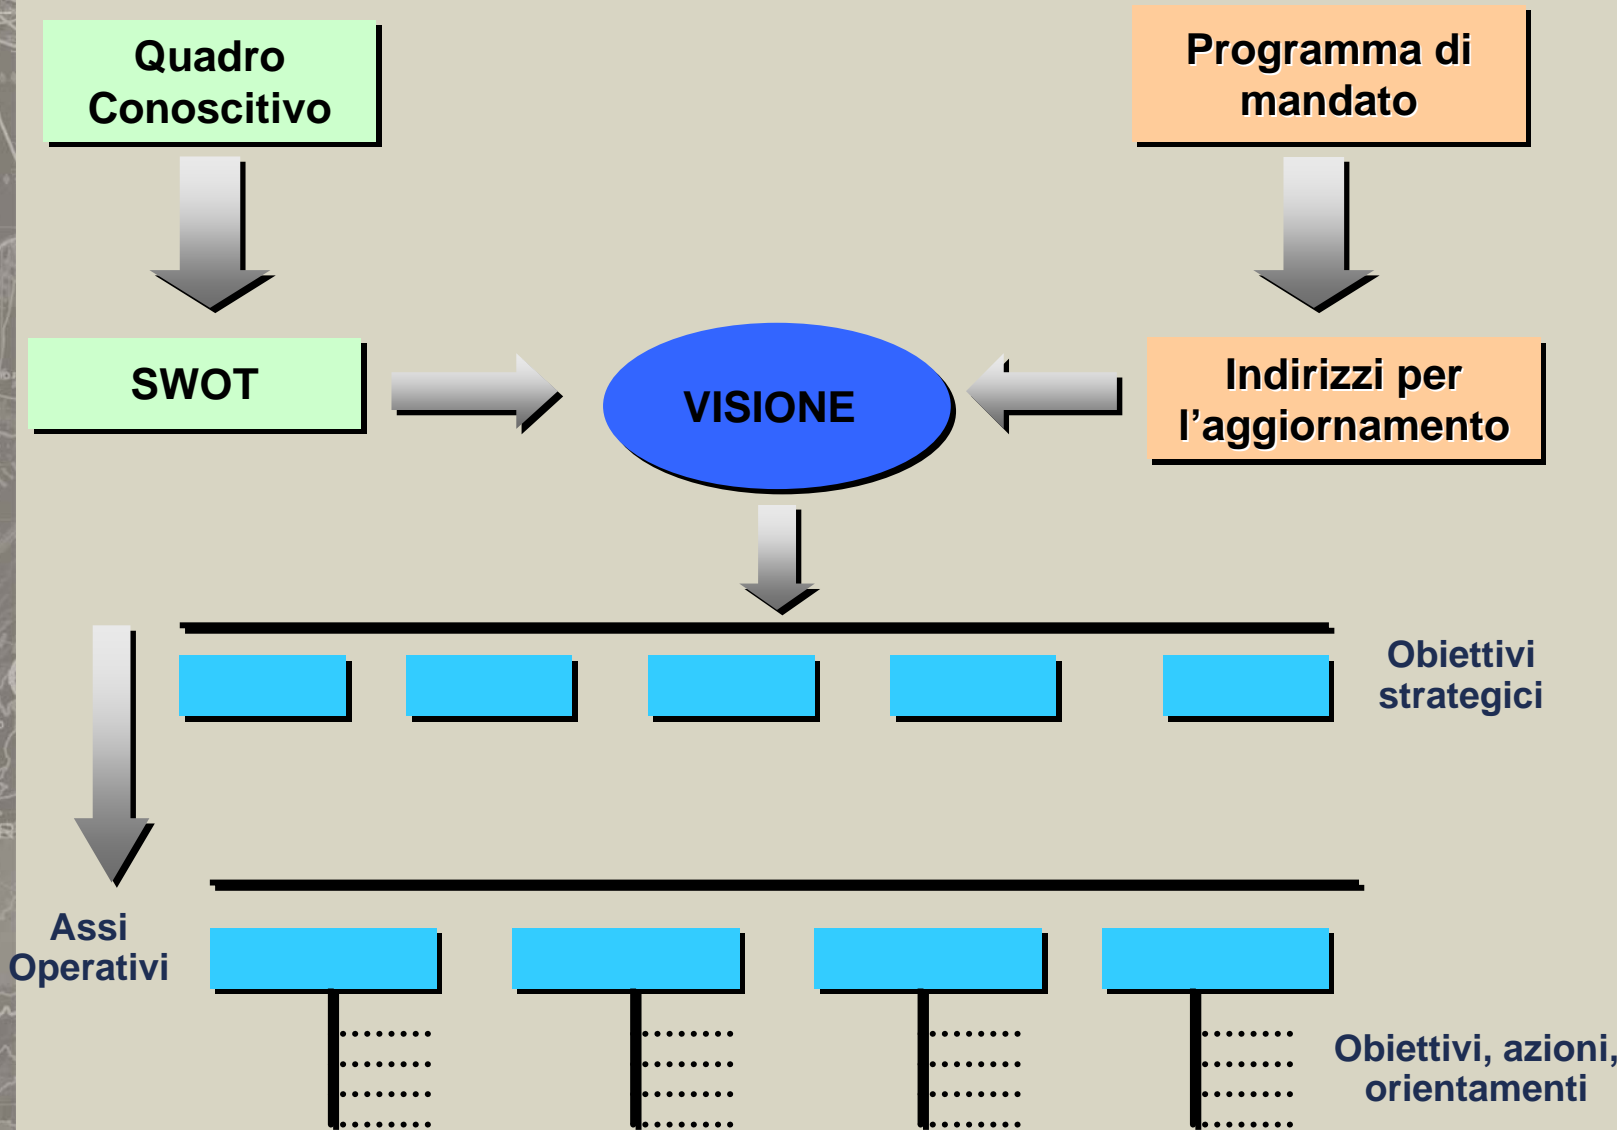 Quadro
Conoscitivo
Programma di
mandato
SWOT
VISIONE
Indirizzi per
l’aggiornamento
Obiettivi
strategici
Assi
Operativi
Obiettivi, azioni,
orientamenti